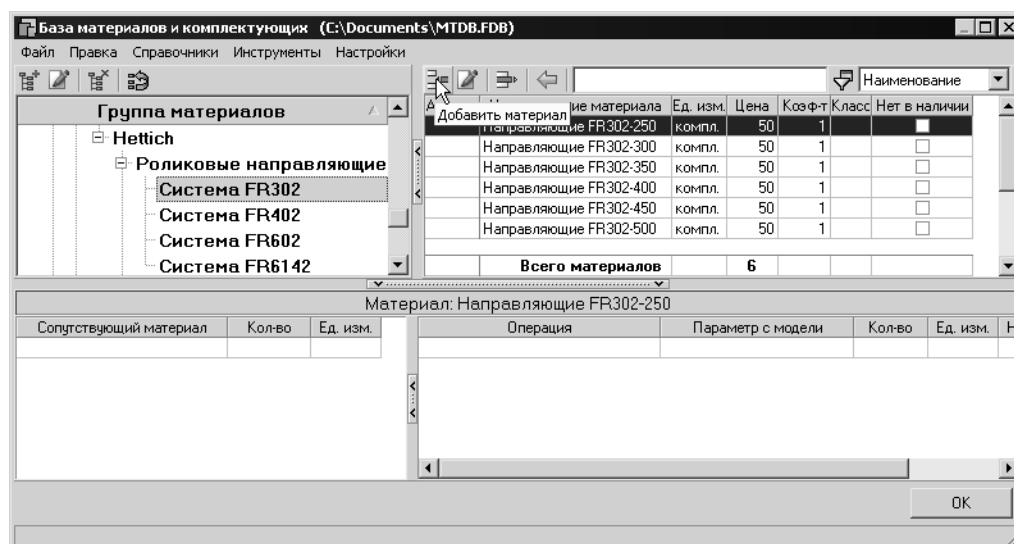 База материалов и комплектующих (C:\Documents\MTDB.FDB)
Файл Правка Справочники Инструменты Настройки
Наименование
Группа материалов
Hettich
Роликовые направляющие
Система FR302
Система FR402
Система FR602
Система FR6142
Добавить материал
материала Ед. изм. Цена Коэф-т Класс Нет в наличии
Направляющие FR302-250 компл. 50 1
Направляющие FR302-300 компл. 50 1
Направляющие FR302-350 компл. 50 1
Направляющие FR302-400 компл. 50 1
Направляющие FR302-450 компл. 50 1
Направляющие FR302-500 компл. 50 1
Всего материалов 6
Материал: Направляющие FR302-250
Сопутствующий материал Кол-во Ед. изм.
Операция Параметр с модели Кол-во Ед. изм.
OK